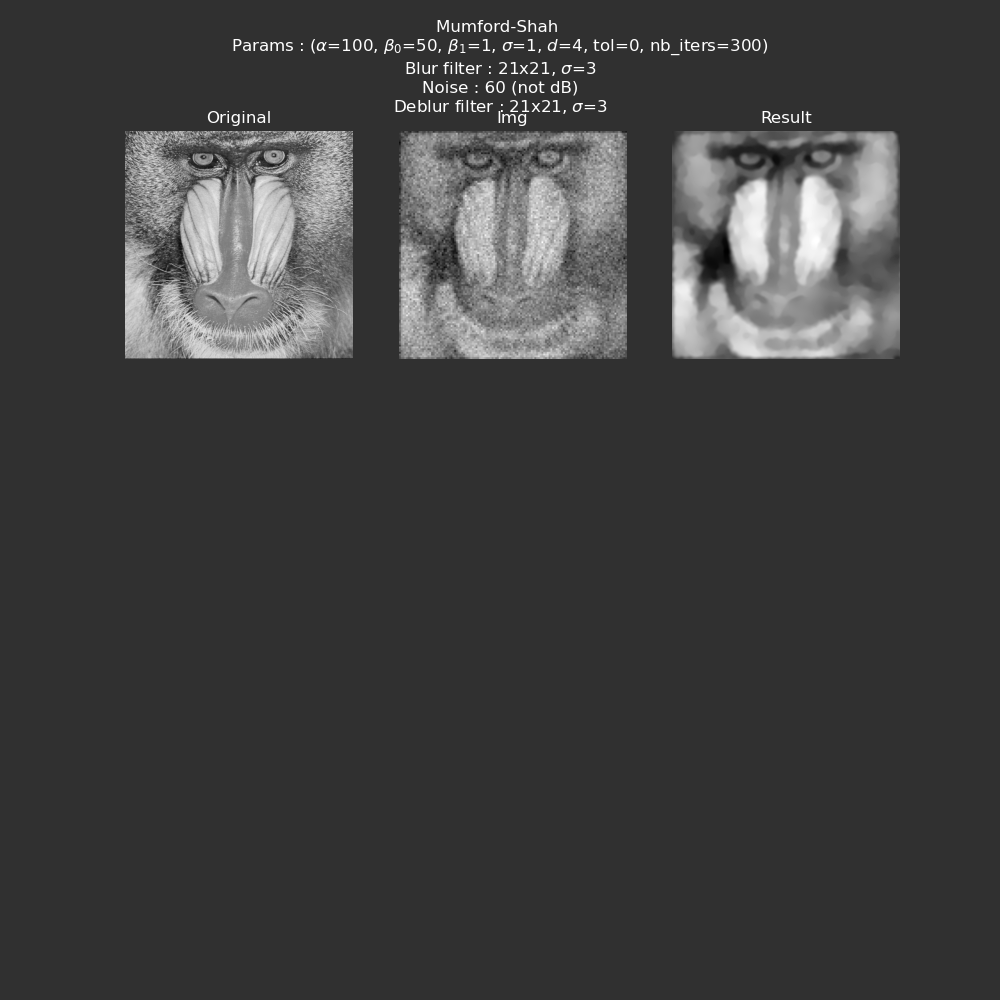 Mumford-Shah
Params : (α=100, β₀=50, β₁=1, σ=1, d=4, tol=0, nb_iters=300)
Blur filter : 21x21, σ=3
Noise : 60 (not dB)
Deblur filter : 21x21, σ=3
Original Img Result